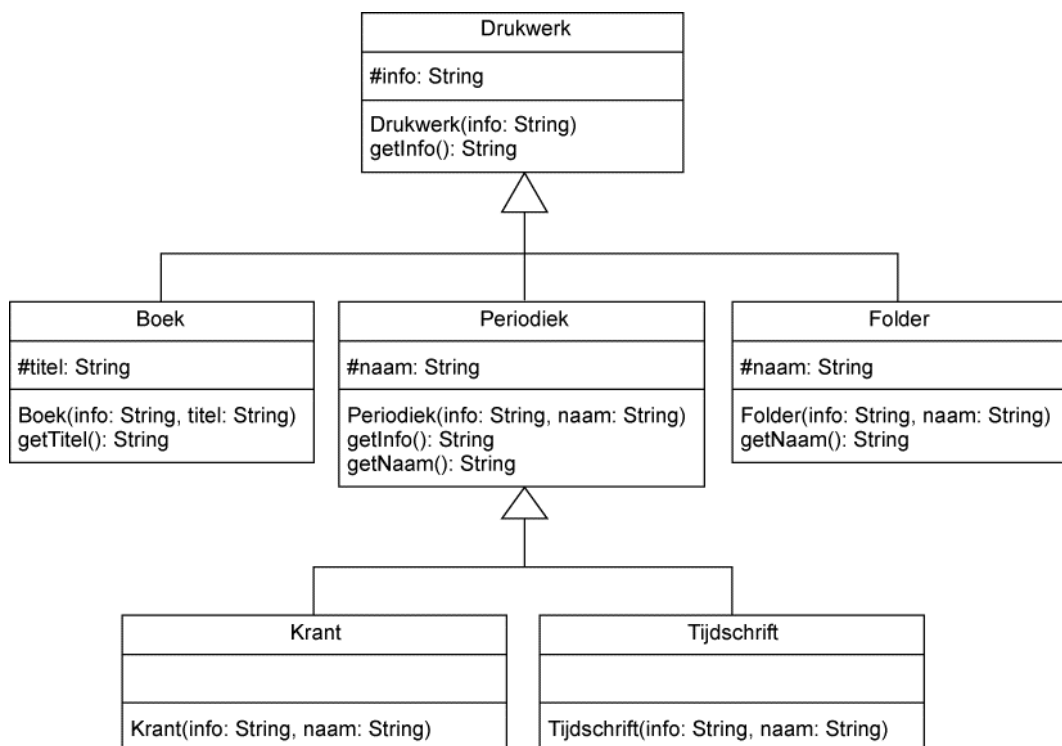 Drukwerk
#info: String
Drukwerk(info: String)
getInfo(): String
Boek
#titel: String
Boek(info: String, titel: String)
getTitel(): String
Periodiek
#naam: String
Periodiek(info: String, naam: String)
getInfo(): String
getNaam(): String
Folder
#naam: String
Folder(info: String, naam: String)
getNaam(): String
Krant
Krant(info: String, naam: String)
Tijdschrift
Tijdschrift(info: String, naam: String)